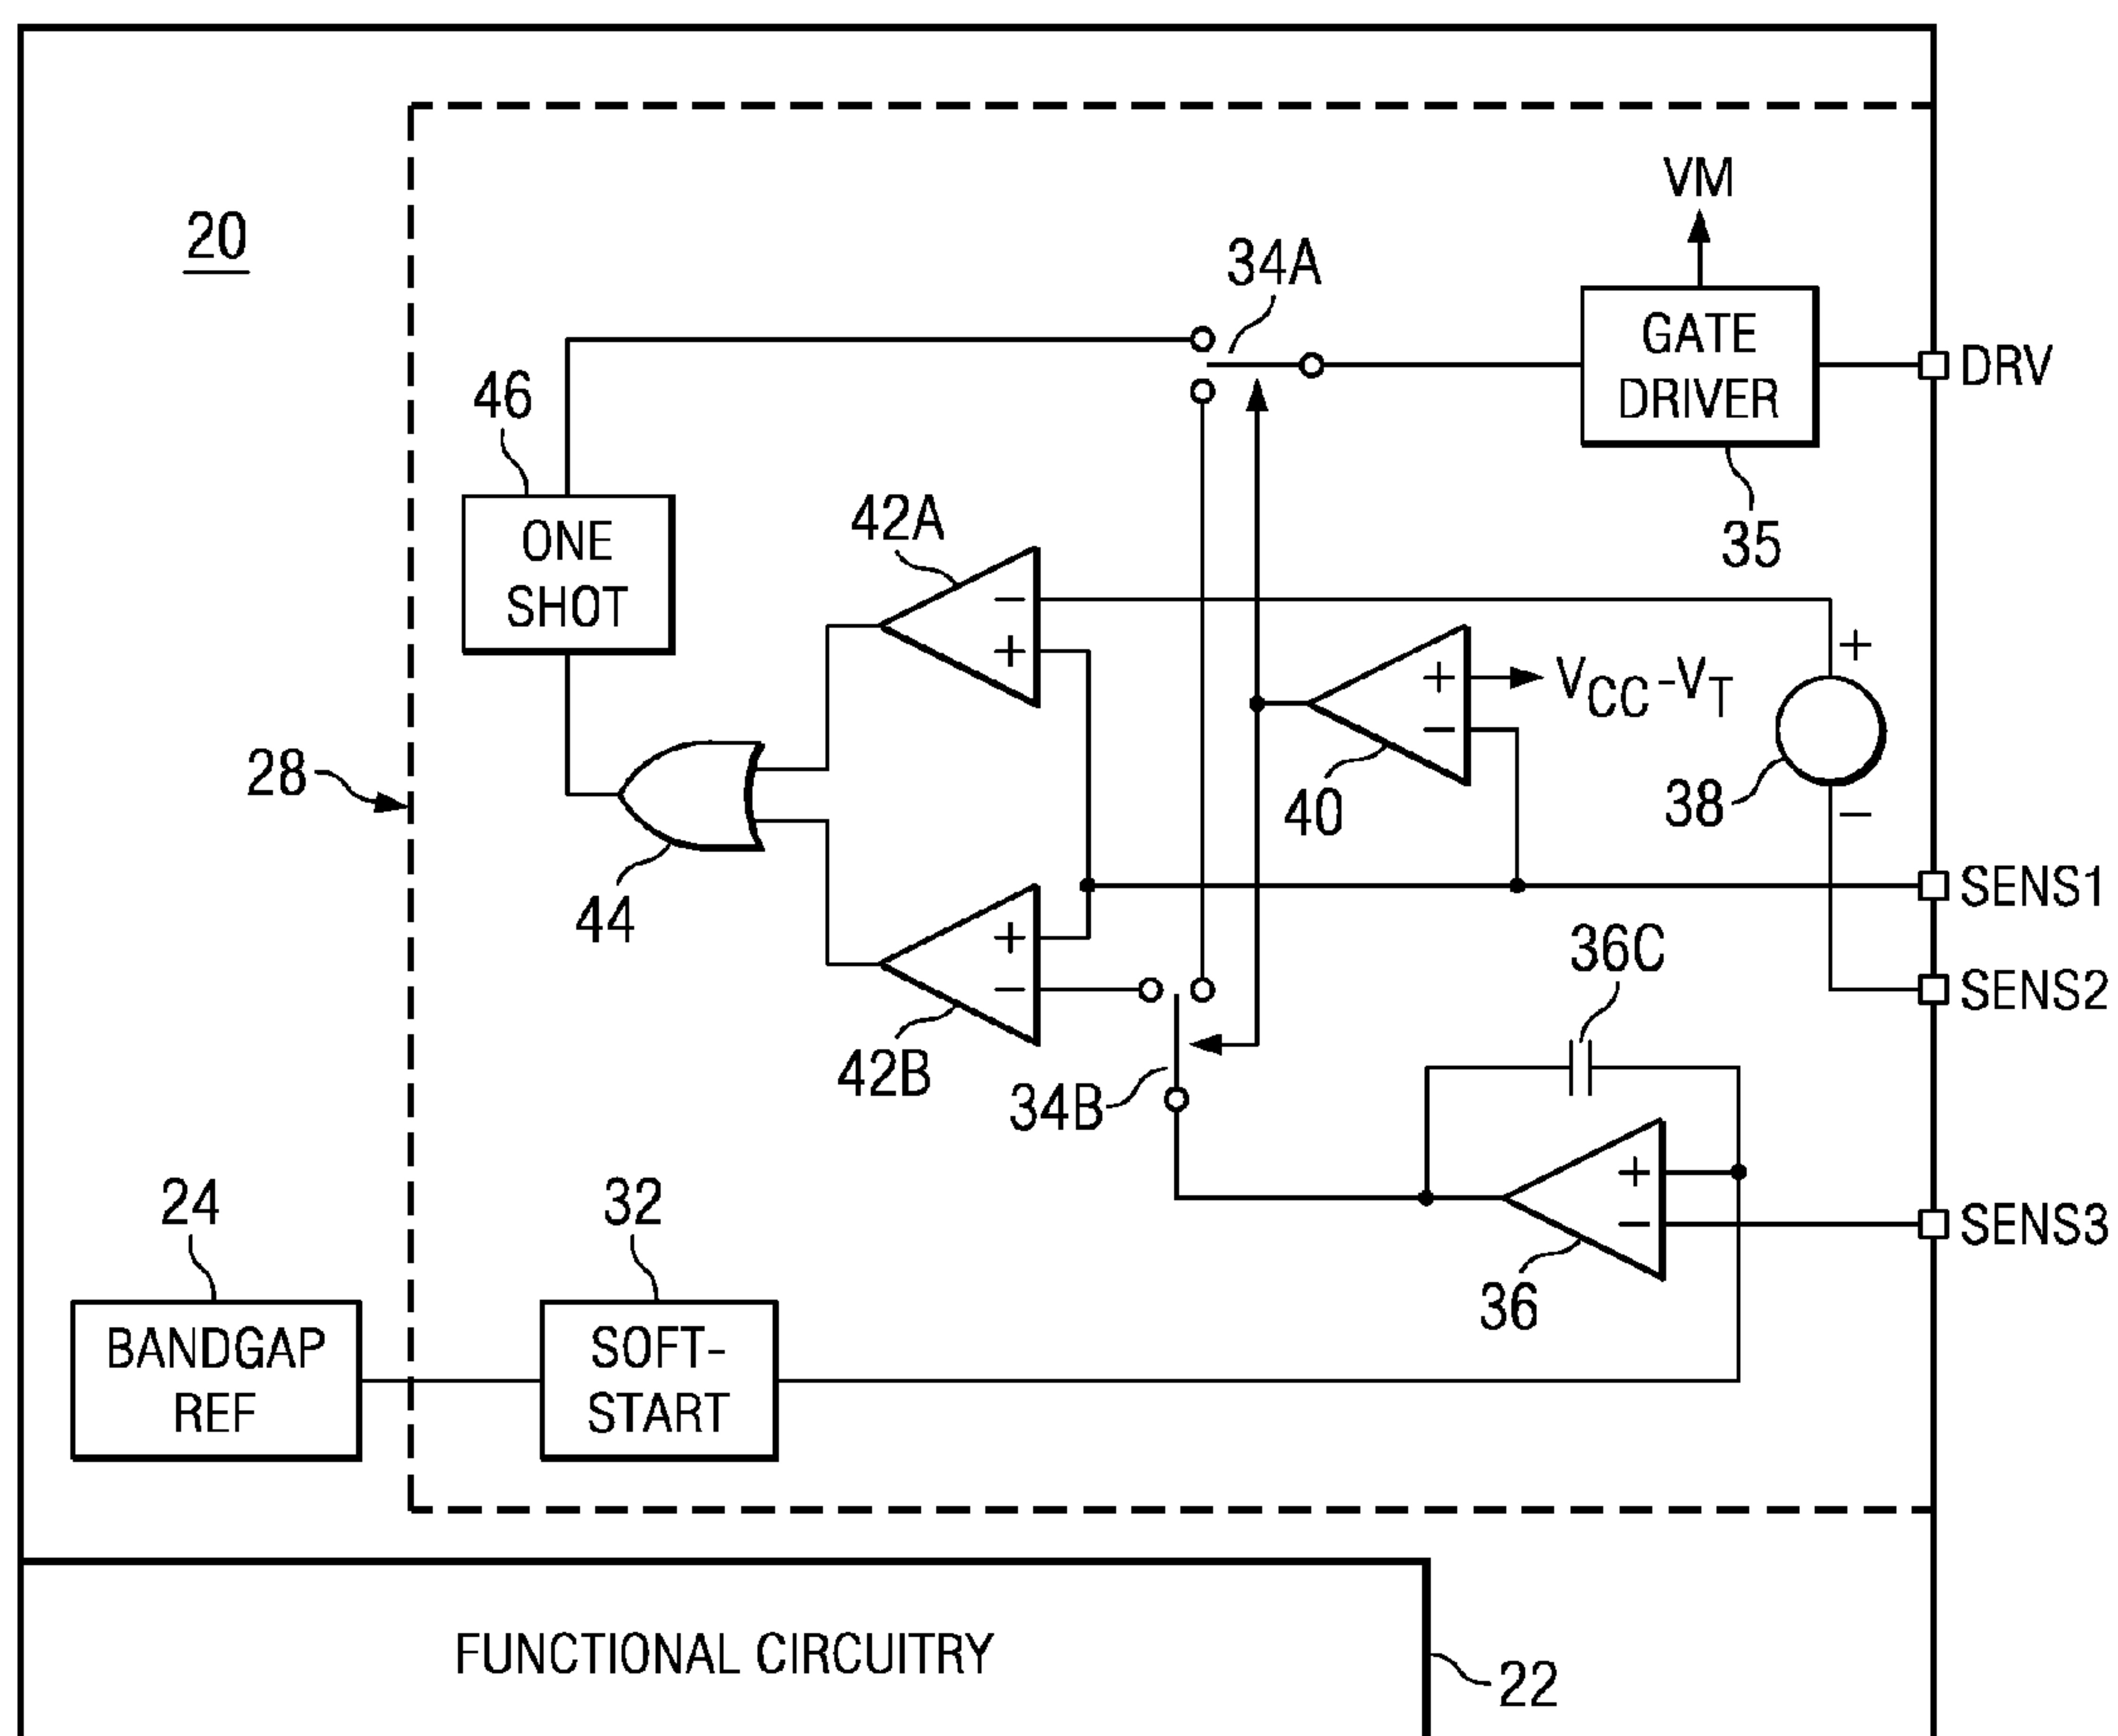 VM
20
34A
GATE
DRIVER
DRV
46
42A
35
ONE
SHOT
−
+
+
+
VCC-VT
−
28
40
38
−
44
SENS1
+
36C
−
SENS2
42B
34B
+
24
32
−
SENS3
36
BANDGAP
REF
SOFT-
START
FUNCTIONAL CIRCUITRY
22